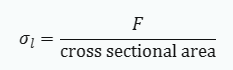 σ_l = F / cross sectional area